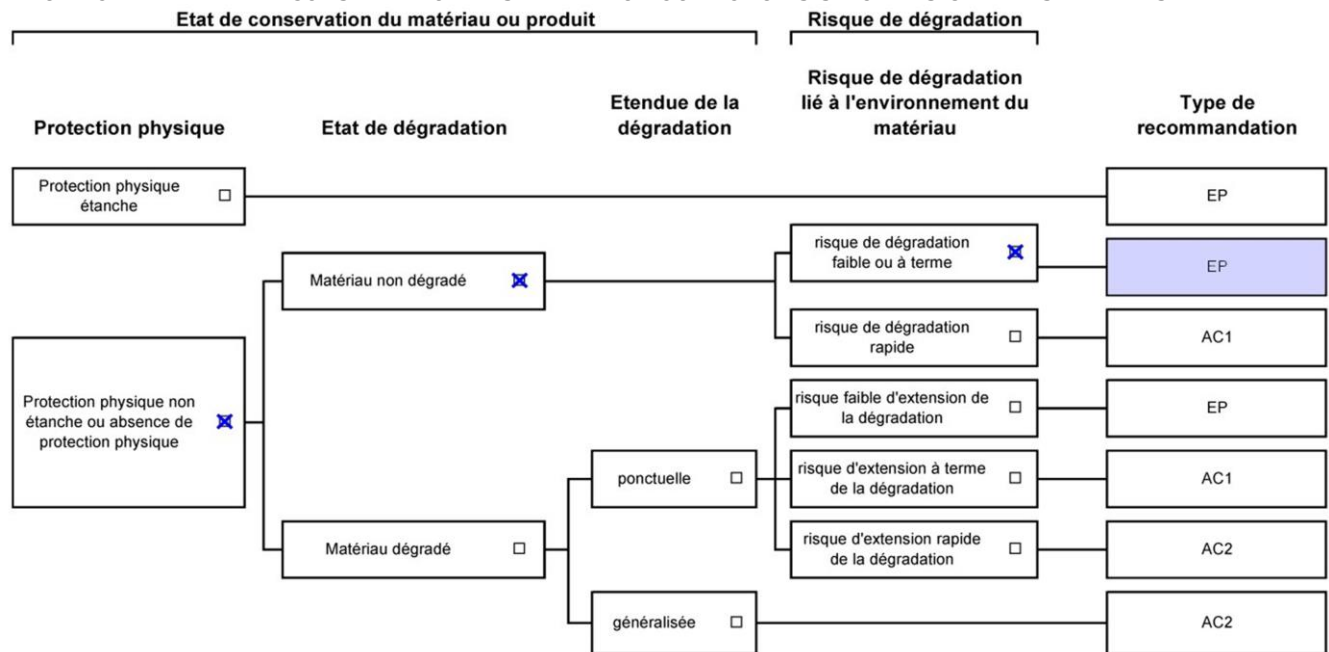 Etat de conservation du matériau ou produit
Risque de dégradation
Protection physique
Etat de dégradation
Etendue de la
dégradation
Risque de dégradation
lié à l'environnement du
matériau
Type de
recommandation
Protection physique
étanche
EP
risque de dégradation
faible ou à terme
EP
Matériau non dégradé
risque de dégradation
rapide
AC1
Protection physique non
étanche ou absence de
protection physique
risque faible d'extension de
la dégradation
EP
ponctuelle
risque d'extension à terme
de la dégradation
AC1
Matériau dégradé
risque d'extension rapide
de la dégradation
AC2
généralisée
AC2